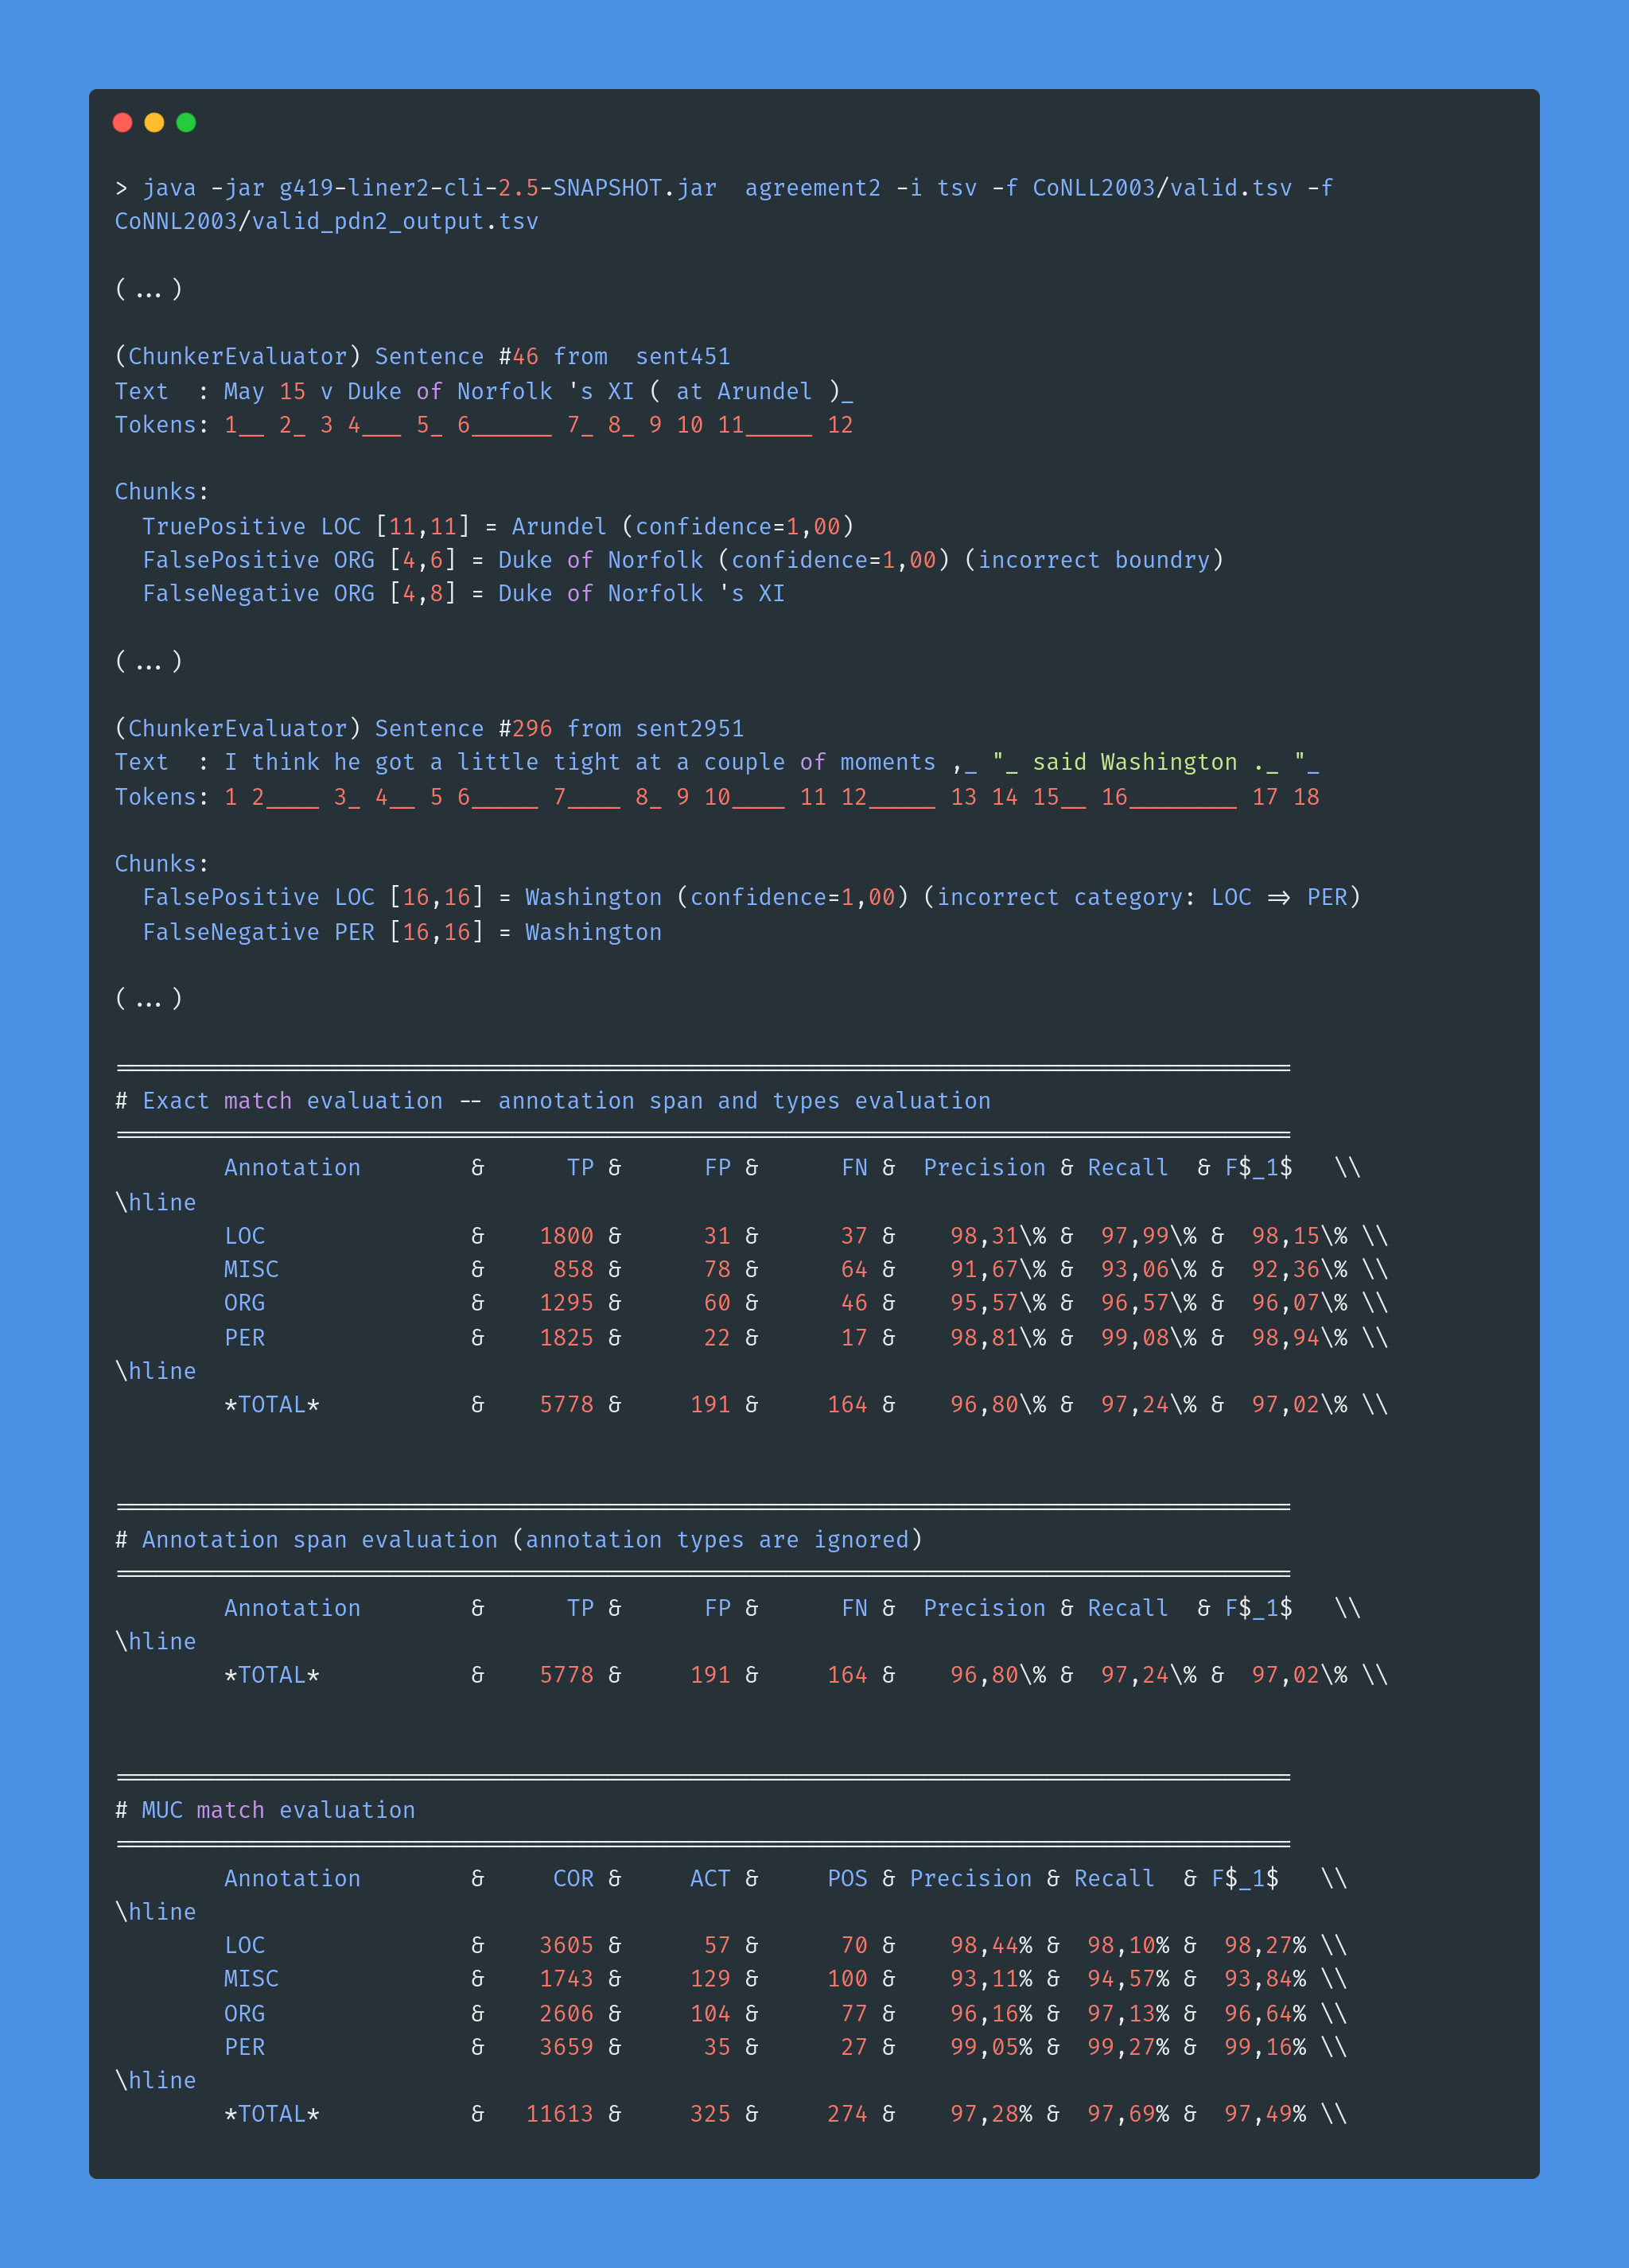 > java -jar g419-liner2-cli-2.5-SNAPSHOT.jar  agreement2 -i tsv -f CoNLL2003/valid.tsv -f
CoNNL2003/valid_pdn2_output.tsv
(...)
(ChunkerEvaluator) Sentence #46 from  sent451
Text  : May 15 v Duke of Norfolk 's XI ( at Arundel )_
Tokens: 1__ 2_ 3 4___ 5_ 6______ 7_ 8_ 9 10 11_____ 12
Chunks:
  TruePositive LOC [11,11] = Arundel (confidence=1,00)
  FalsePositive ORG [4,6] = Duke of Norfolk (confidence=1,00) (incorrect boundry)
  FalseNegative ORG [4,8] = Duke of Norfolk 's XI
(...)
(ChunkerEvaluator) Sentence #296 from sent2951
Text  : I think he got a little tight at a couple of moments ,_ "_ said Washington ._ "_
Tokens: 1 2____ 3_ 4__ 5 6_____ 7____ 8_ 9 10____ 11 12_____ 13 14 15__ 16________ 17 18
Chunks:
  FalsePositive LOC [16,16] = Washington (confidence=1,00) (incorrect category: LOC => PER)
  FalseNegative PER [16,16] = Washington
(...)
======================================================================================
# Exact match evaluation -- annotation span and types evaluation
======================================================================================
        Annotation        &      TP &      FP &      FN &  Precision & Recall  & F$_1$   \\
\hline
        LOC               &    1800 &      31 &      37 &    98,31\% &  97,99\% &  98,15\% \\
        MISC              &     858 &      78 &      64 &    91,67\% &  93,06\% &  92,36\% \\
        ORG               &    1295 &      60 &      46 &    95,57\% &  96,57\% &  96,07\% \\
        PER               &    1825 &      22 &      17 &    98,81\% &  99,08\% &  98,94\% \\
\hline
        *TOTAL*           &    5778 &     191 &     164 &    96,80\% &  97,24\% &  97,02\% \\
======================================================================================
# Annotation span evaluation (annotation types are ignored)
======================================================================================
        Annotation        &      TP &      FP &      FN &  Precision & Recall  & F$_1$   \\
\hline
        *TOTAL*           &    5778 &     191 &     164 &    96,80\% &  97,24\% &  97,02\% \\
======================================================================================
# MUC match evaluation
======================================================================================
        Annotation        &     COR &     ACT &     POS & Precision & Recall  & F$_1$   \\
\hline
        LOC               &    3605 &      57 &      70 &    98,44% &  98,10% &  98,27% \\
        MISC              &    1743 &     129 &     100 &    93,11% &  94,57% &  93,84% \\
        ORG               &    2606 &     104 &      77 &    96,16% &  97,13% &  96,64% \\
        PER               &    3659 &      35 &      27 &    99,05% &  99,27% &  99,16% \\
\hline
        *TOTAL*           &   11613 &     325 &     274 &    97,28% &  97,69% &  97,49% \\